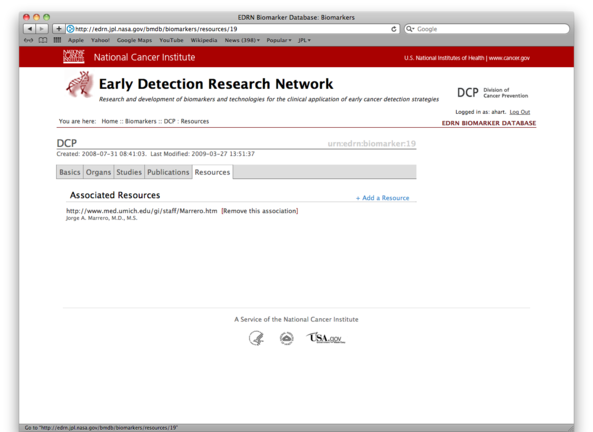 EDRN Biomarker Database: Biomarkers
http://edrn.jpl.nasa.gov/bmdb/biomarkers/resources/19
Google
Apple Yahoo! Google Maps YouTube Wikipedia News (398) Popular JPL
NATIONAL CANCER INSTITUTE
National Cancer Institute
U.S. National Institutes of Health | www.cancer.gov
Early Detection Research Network
Research and development of biomarkers and technologies for the clinical application of early cancer detection strategies
DCP Division of
Cancer Prevention
Logged in as: ahart. Log Out
You are here: Home :: Biomarkers :: DCP : Resources
EDRN BIOMARKER DATABASE
DCP
urn:edrn:biomarker:19
Created: 2008-07-31 08:41:03. Last Modified: 2009-03-27 13:51:37
Basics Organs Studies Publications Resources
Associated Resources
+ Add a Resource
http://www.med.umich.edu/gi/staff/Marrero.htm [Remove this association]
Jorge A. Marrero, M.D., M.S.
A Service of the National Cancer Institute
USA.gov
Go to "http://edrn.jpl.nasa.gov/bmdb/biomarkers/resources/19"